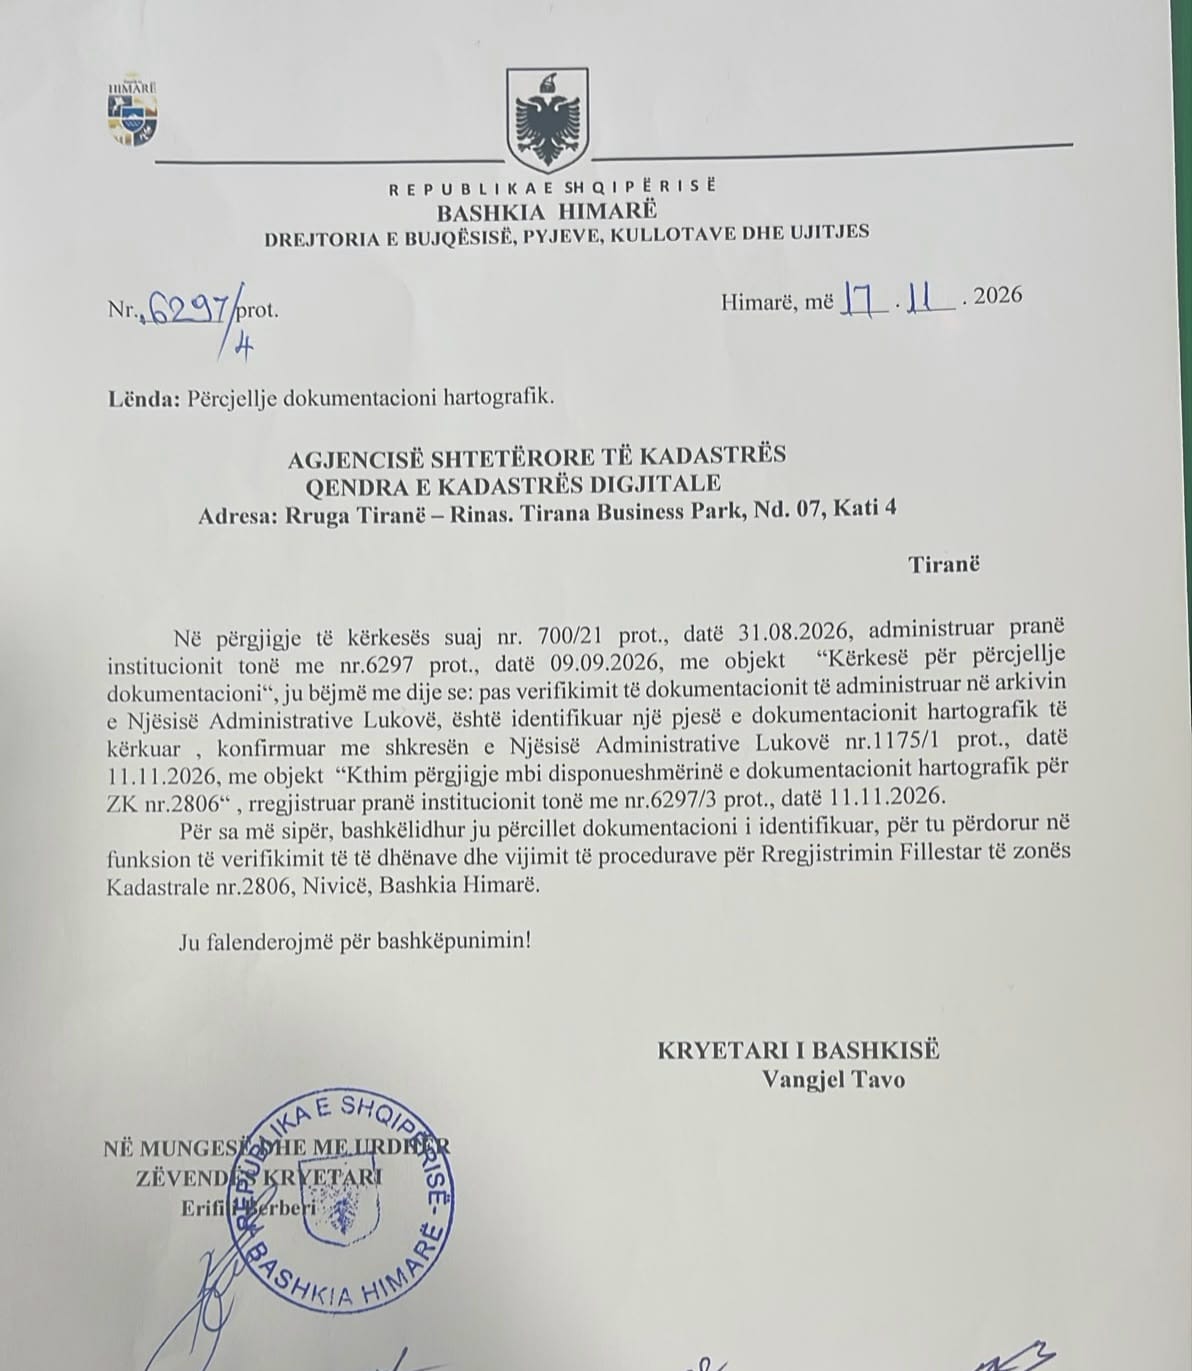 HIMARË
REPUBLIKA E SHQIPËRISË
BASHKIA HIMARË
DREJTORIA E BUJQËSISË, PYJEVE, KULLOTAVE DHE UJITJES
Nr. 6297/4 prot.
Himarë, më 17 . 11 . 2026
Lënda: Përcjellje dokumentacioni hartografik.
AGJENCISË SHTETËRORE TË KADASTRËS
QENDRA E KADASTRËS DIGJITALE
Adresa: Rruga Tiranë – Rinas. Tirana Business Park, Nd. 07, Kati 4
Tiranë
Në përgjigje të kërkesës suaj nr. 700/21 prot., datë 31.08.2026, administruar pranë
institucionit tonë me nr.6297 prot., datë 09.09.2026, me objekt “Kërkesë për përcjellje
dokumentacioni“, ju bëjmë me dije se: pas verifikimit të dokumentacionit të administruar në arkivin
e Njësisë Administrative Lukovë, është identifikuar një pjesë e dokumentacionit hartografik të
kërkuar , konfirmuar me shkresën e Njësisë Administrative Lukovë nr.1175/1 prot., datë
11.11.2026, me objekt “Kthim përgjigje mbi disponueshmërinë e dokumentacionit hartografik për
ZK nr.2806“ , rregjistruar pranë institucionit tonë me nr.6297/3 prot., datë 11.11.2026.
Për sa më sipër, bashkëlidhur ju përcillet dokumentacioni i identifikuar, për tu përdorur në
funksion të verifikimit të të dhënave dhe vijimit të procedurave për Rregjistrimin Fillestar të zonës
Kadastrale nr.2806, Nivicë, Bashkia Himarë.
Ju falenderojmë për bashkëpunimin!
KRYETARI I BASHKISË
Vangjel Tavo
NË MUNGESË DHE ME URDHËR
ZËVENDËS KRYETARI
Berberi
REPUBLIKA E SHQIPËRISË-
BASHKIA HIMARË